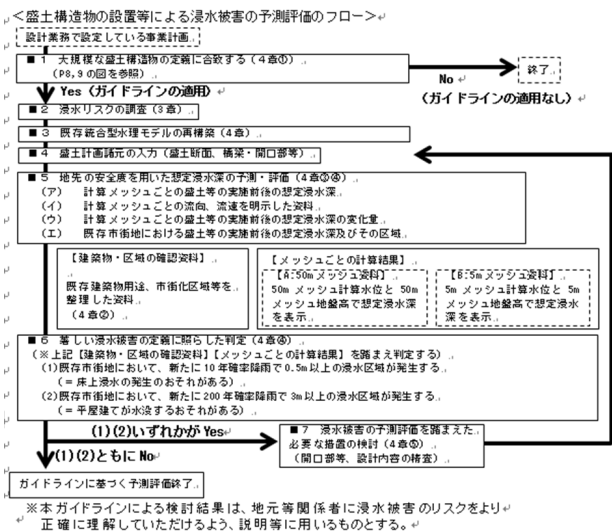 ＜盛土構造物の設置等による浸水被害の予測評価のフロー＞
設計業務で設定している事業計画
■１ 大規模な盛土構造物の定義に合致する（４章①）
（P8,9の図を参照）
No
終了
Yes（ガイドラインの適用）
（ガイドラインの適用なし）
■２ 浸水リスクの調査（３章）
■３ 既存統合型水理モデルの再構築（４章）
■４ 盛土計画諸元の入力（盛土断面、橋梁・開口部等）
■５ 地先の安全度を用いた想定浸水深の予測・評価（４章③④）
（ア） 計算メッシュごとの盛土等の実施前後の想定浸水深
（イ） 計算メッシュごとの流向、流速を明示した資料
（ウ） 計算メッシュごとの盛土等の実施前後の想定浸水深の変化量
（エ） 既存市街地における盛土等の実施前後の想定浸水深及びその区域
【建築物・区域の確認資料】
既存建築物用途、市街化区域等を
整理した資料
（４章②）
【メッシュごとの計算結果】
【A:50mメッシュ資料】
50m メッシュ計算水位と 50m
メッシュ地盤高で想定浸水深
を表示
【B:5mメッシュ資料】
5m メッシュ計算水位と 5m
メッシュ地盤高で想定浸水
深を表示
■６ 著しい浸水被害の定義に照らした判定（４章④）
（※上記【建築物・区域の確認資料】【メッシュごとの計算結果】を踏まえ判定する）
(1)既存市街地において、新たに10年確率降雨で0.5m以上の浸水区域が発生する
（＝床上浸水の発生のおそれがある）
(2)既存市街地において、新たに200年確率降雨で3m以上の浸水区域が発生する
（＝平屋建てが水没するおそれがある）
(1)(2)いずれかが Yes
■７ 浸水被害の予測評価を踏まえた
必要な措置の検討（４章⑤）
（開口部等、設計内容の精査）
(1)(2)ともに No
ガイドラインに基づく予測評価終了
※本ガイドラインによる検討結果は、地元等関係者に浸水被害のリスクをより
正確に理解していただけるよう、説明等に用いるものとする。